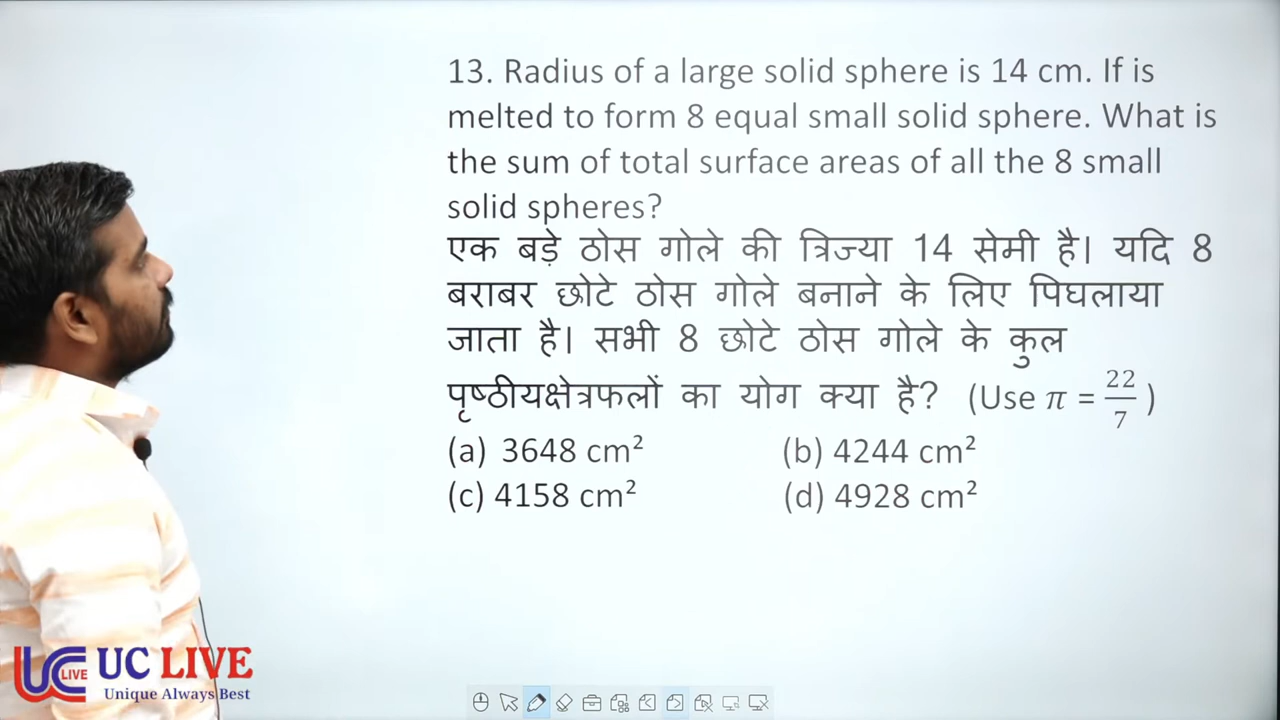 13. Radius of a large solid sphere is 14 cm. If is
melted to form 8 equal small solid sphere. What is
the sum of total surface areas of all the 8 small
solid spheres?
एक बड़े ठोस गोले की त्रिज्या 14 सेमी है। यदि 8
बराबर छोटे ठोस गोले बनाने के लिए पिघलाया
जाता है। सभी 8 छोटे ठोस गोले के कुल
पृष्ठीयक्षेत्रफलों का योग क्या है? (Use π = 22/7 )
(a) 3648 cm² (b) 4244 cm²
(c) 4158 cm² (d) 4928 cm²
UC LIVE UC LIVE
Unique Always Best